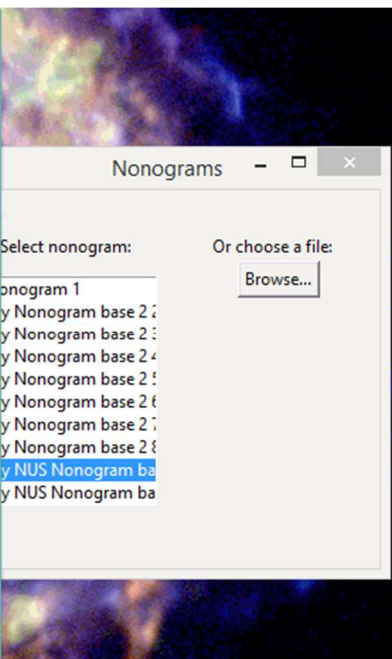 Nonograms
Select nonogram:
Or choose a file:
Browse...
onogram 1
y Nonogram base 2 2
y Nonogram base 2 3
y Nonogram base 2 4
y Nonogram base 2 5
y Nonogram base 2 6
y Nonogram base 2 7
y Nonogram base 2 8
y NUS Nonogram ba
y NUS Nonogram ba